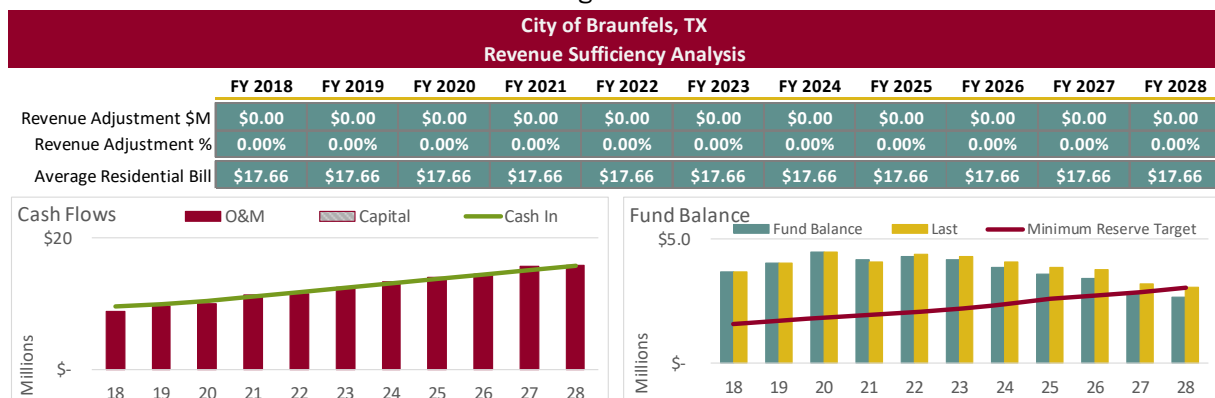 City of Braunfels, TX
Revenue Sufficiency Analysis
FY 2018 FY 2019 FY 2020 FY 2021 FY 2022 FY 2023 FY 2024 FY 2025 FY 2026 FY 2027 FY 2028
Revenue Adjustment $M $0.00 $0.00 $0.00 $0.00 $0.00 $0.00 $0.00 $0.00 $0.00 $0.00 $0.00
Revenue Adjustment % 0.00% 0.00% 0.00% 0.00% 0.00% 0.00% 0.00% 0.00% 0.00% 0.00% 0.00%
Average Residential Bill $17.66 $17.66 $17.66 $17.66 $17.66 $17.66 $17.66 $17.66 $17.66 $17.66 $17.66
Cash Flows O&M Capital Cash In
$20
Millions
$-
18 19 20 21 22 23 24 25 26 27 28
Fund Balance
Fund Balance Last Minimum Reserve Target
$5.0
Millions
$-
18 19 20 21 22 23 24 25 26 27 28